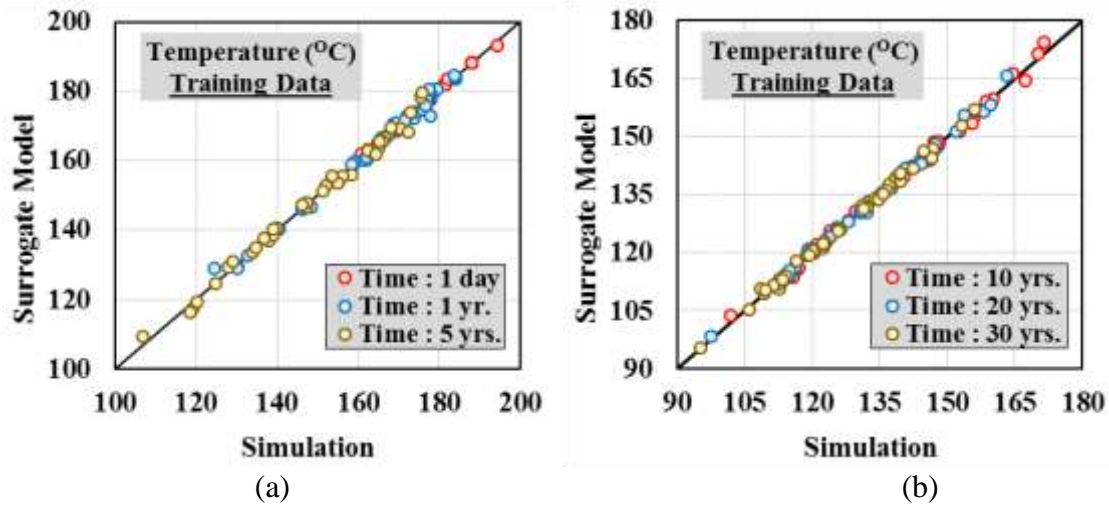 200
180
160
140
120
100
Surrogate Model
Temperature (OC)
Training Data
Time : 1 day
Time : 1 yr.
Time : 5 yrs.
100 120 140 160 180 200
Simulation
(a)
180
165
150
135
120
105
90
Surrogate Model
Temperature (OC)
Training Data
Time : 10 yrs.
Time : 20 yrs.
Time : 30 yrs.
90 105 120 135 150 165 180
Simulation
(b)